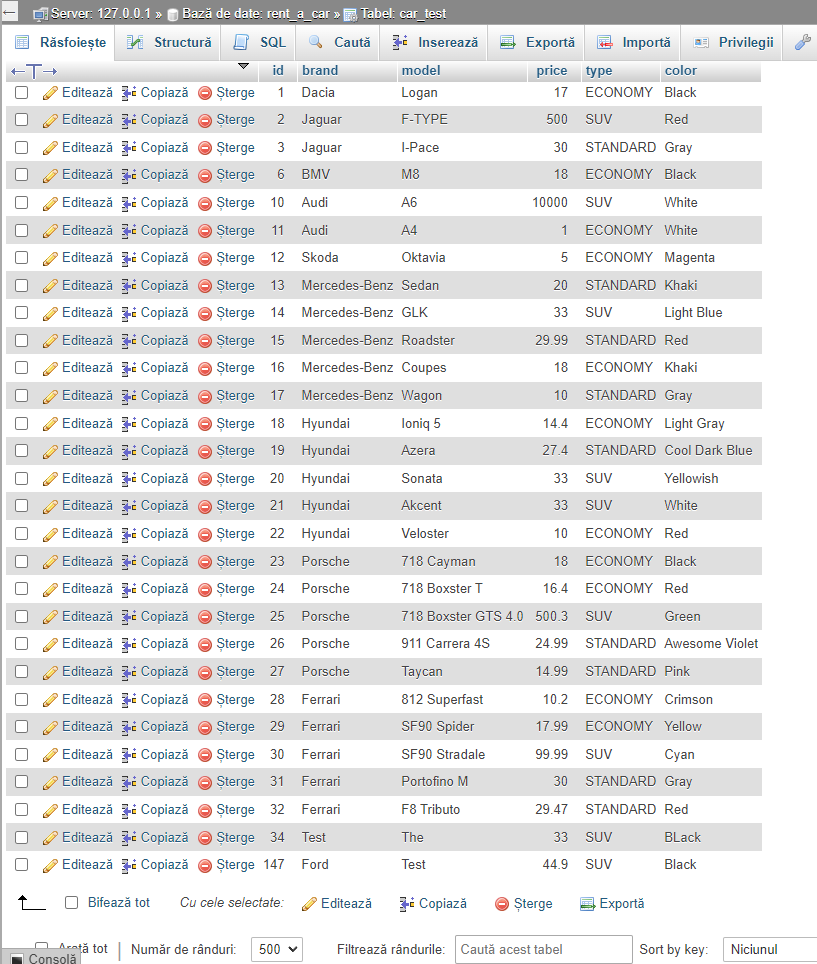 Server: 127.0.0.1 » Bază de date: rent_a_car » Tabel: car_test
Răsfoiește Structură SQL Caută Inserează Exportă Importă Privilegii
id brand model price type color
Editează Copiază Șterge 1 Dacia Logan 17 ECONOMY Black
Editează Copiază Șterge 2 Jaguar F-TYPE 500 SUV Red
Editează Copiază Șterge 3 Jaguar I-Pace 30 STANDARD Gray
Editează Copiază Șterge 6 BMV M8 18 ECONOMY Black
Editează Copiază Șterge 10 Audi A6 10000 SUV White
Editează Copiază Șterge 11 Audi A4 1 ECONOMY White
Editează Copiază Șterge 12 Skoda Oktavia 5 ECONOMY Magenta
Editează Copiază Șterge 13 Mercedes-Benz Sedan 20 STANDARD Khaki
Editează Copiază Șterge 14 Mercedes-Benz GLK 33 SUV Light Blue
Editează Copiază Șterge 15 Mercedes-Benz Roadster 29.99 STANDARD Red
Editează Copiază Șterge 16 Mercedes-Benz Coupes 18 ECONOMY Khaki
Editează Copiază Șterge 17 Mercedes-Benz Wagon 10 STANDARD Gray
Editează Copiază Șterge 18 Hyundai Ioniq 5 14.4 ECONOMY Light Gray
Editează Copiază Șterge 19 Hyundai Azera 27.4 STANDARD Cool Dark Blue
Editează Copiază Șterge 20 Hyundai Sonata 33 SUV Yellowish
Editează Copiază Șterge 21 Hyundai Akcent 33 SUV White
Editează Copiază Șterge 22 Hyundai Veloster 10 ECONOMY Red
Editează Copiază Șterge 23 Porsche 718 Cayman 18 ECONOMY Black
Editează Copiază Șterge 24 Porsche 718 Boxster T 16.4 ECONOMY Red
Editează Copiază Șterge 25 Porsche 718 Boxster GTS 4.0 500.3 SUV Green
Editează Copiază Șterge 26 Porsche 911 Carrera 4S 24.99 STANDARD Awesome Violet
Editează Copiază Șterge 27 Porsche Taycan 14.99 STANDARD Pink
Editează Copiază Șterge 28 Ferrari 812 Superfast 10.2 ECONOMY Crimson
Editează Copiază Șterge 29 Ferrari SF90 Spider 17.99 ECONOMY Yellow
Editează Copiază Șterge 30 Ferrari SF90 Stradale 99.99 SUV Cyan
Editează Copiază Șterge 31 Ferrari Portofino M 30 STANDARD Gray
Editează Copiază Șterge 32 Ferrari F8 Tributo 29.47 STANDARD Red
Editează Copiază Șterge 34 Test The 33 SUV BLack
Editează Copiază Șterge 147 Ford Test 44.9 SUV Black
Bifează tot Cu cele selectate: Editează Copiază Șterge Exportă
Arată tot Număr de rânduri: 500 Filtrează rândurile: Caută acest tabel Sort by key: Niciunul
Consolă